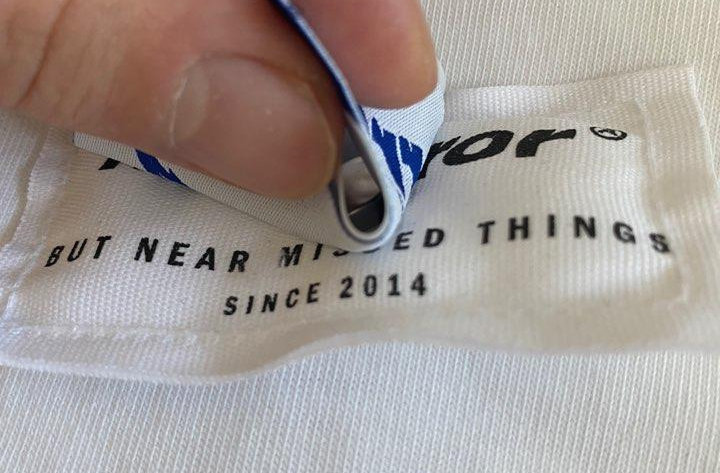 BUT NEAR MISSED THINGS
SINCE 2014